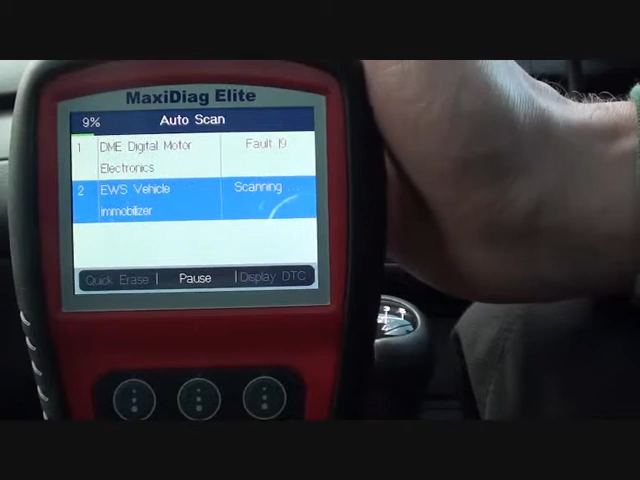 MaxiDiag Elite
9%
Auto Scan
1 DME Digital Motor Electronics Fault 19
2 EWS Vehicle immobilizer Scanning...
Quick Erase | Pause | Display DTC